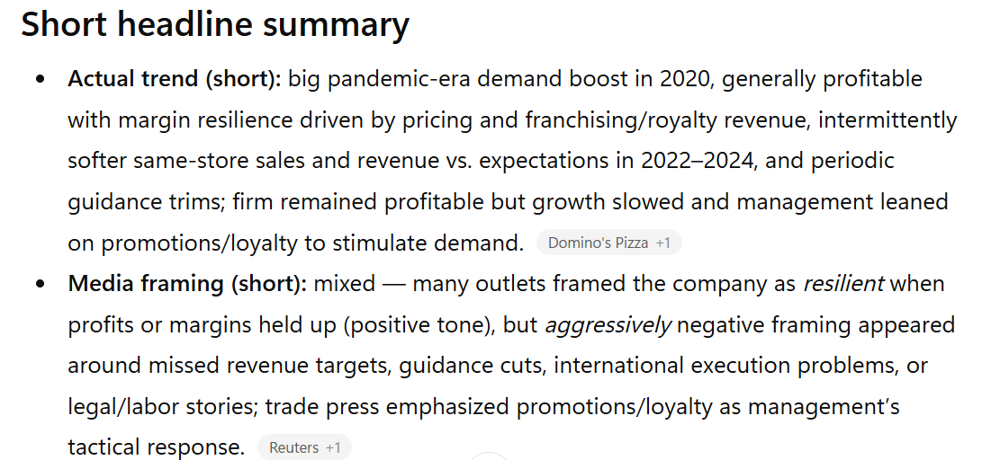 Short headline summary
• Actual trend (short): big pandemic-era demand boost in 2020, generally profitable
with margin resilience driven by pricing and franchising/royalty revenue, intermittently
softer same-store sales and revenue vs. expectations in 2022–2024, and periodic
guidance trims; firm remained profitable but growth slowed and management leaned
on promotions/loyalty to stimulate demand. Domino's Pizza +1
• Media framing (short): mixed — many outlets framed the company as resilient when
profits or margins held up (positive tone), but aggressively negative framing appeared
around missed revenue targets, guidance cuts, international execution problems, or
legal/labor stories; trade press emphasized promotions/loyalty as management’s
tactical response. Reuters +1